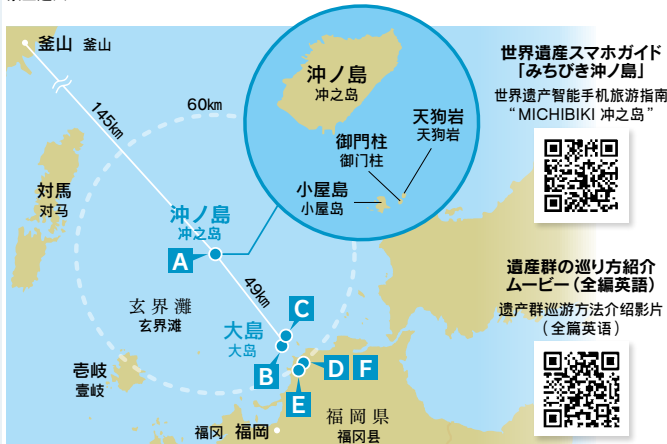 釜山 釜山
145km
60km
沖ノ島
冲之岛
天狗岩
天狗岩
御門柱
御门柱
小屋島
小屋岛
対馬
对马
沖ノ島
冲之岛
A
49km
玄界灘
玄界滩
大島
大岛
C
B
D F
E
壱岐
壹岐
福岡県
福冈县
福冈 福岡
世界遺産スマホガイド
「みちびき沖ノ島」
世界遗产智能手机旅游指南
“MICHIBIKI 冲之岛”
遺産群の巡り方紹介
ムービー(全編英語)
遗产群巡游方法介绍影片
(全篇英语)